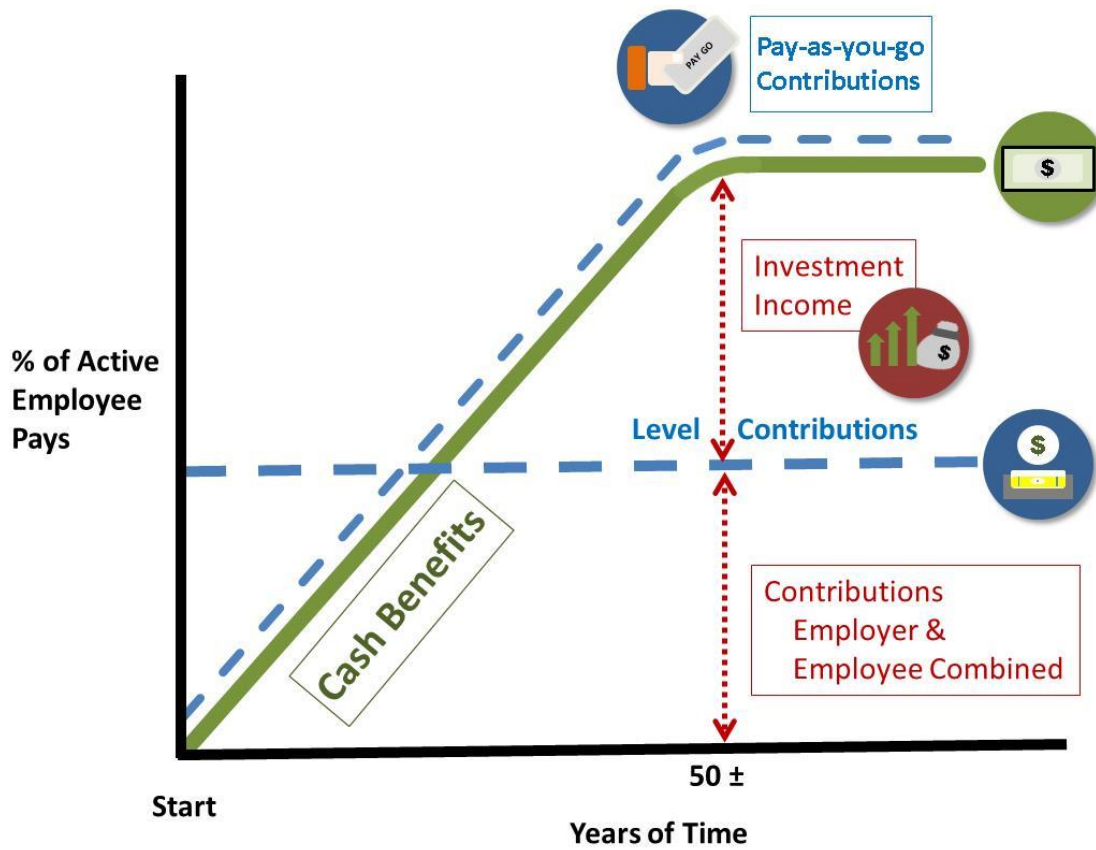 PAY GO
Pay-as-you-go
Contributions
$
Investment
Income
$
% of Active
Employee
Pays
Level Contributions
$
Cash Benefits
Contributions
Employer &
Employee Combined
50 ±
Start
Years of Time